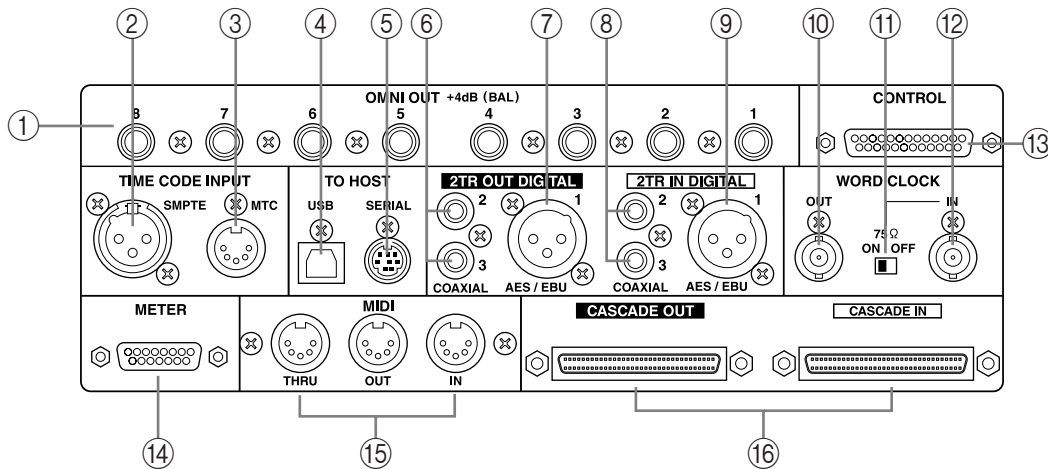 ② ③ ④ ⑤ ⑥ ⑦ ⑧ ⑨ ⑩ ⑪ ⑫
OMNI OUT +4dB (BAL)
CONTROL
①
8 7 6 5 4 3 2 1
⑬
TIME CODE INPUT
SMPTE
MTC
TO HOST
USB
SERIAL
2TR OUT DIGITAL
2
1
3
COAXIAL
AES / EBU
2TR IN DIGITAL
2
1
3
COAXIAL
AES / EBU
WORD CLOCK
OUT
IN
75Ω
ON OFF
METER
MIDI
THRU
OUT
IN
CASCADE OUT
CASCADE IN
⑭
⑮
⑯